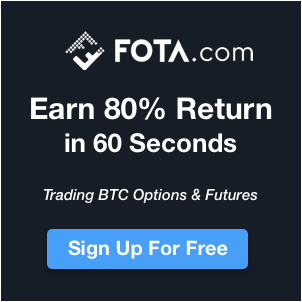 FOTA.com
Earn 80% Return
in 60 Seconds
Trading BTC Options & Futures
Sign Up For Free